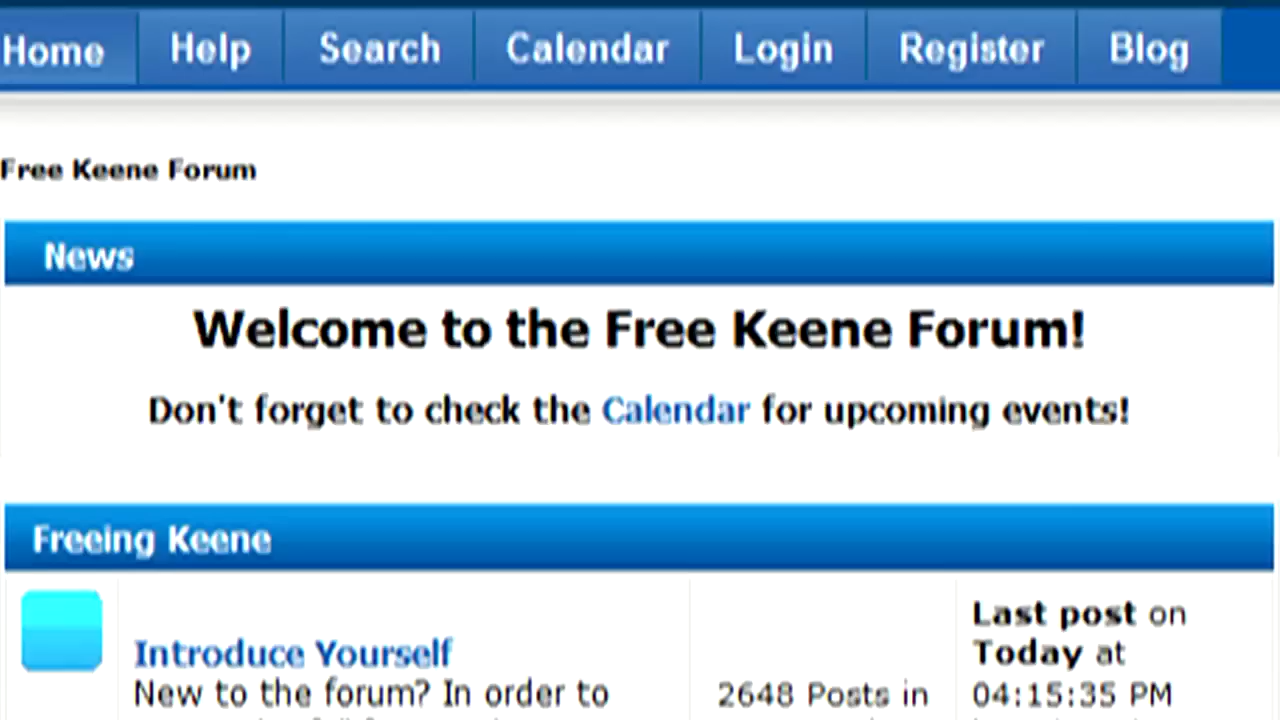 Home Help Search Calendar Login Register Blog
Free Keene Forum
News
Welcome to the Free Keene Forum!
Don't forget to check the Calendar for upcoming events!
Freeing Keene
Introduce Yourself
New to the forum? In order to
2648 Posts in
Last post on
Today at
04:15:35 PM